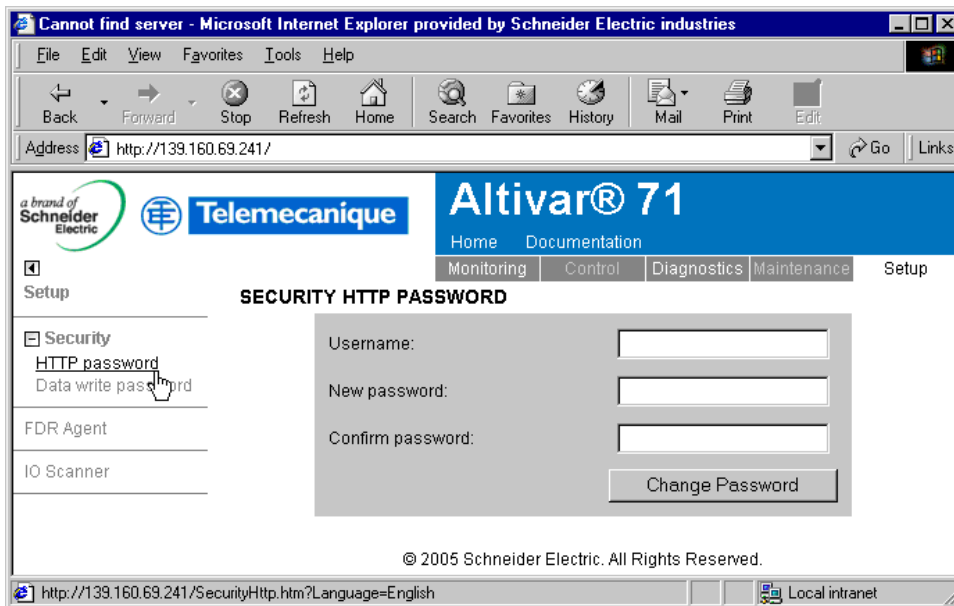 Cannot find server - Microsoft Internet Explorer provided by Schneider Electric industries
File Edit View Favorites Tools Help
Back Forward Stop Refresh Home Search Favorites History Mail Print Edit
Address http://139.160.69.241/ Go Links
a brand of
Schneider
Electric
Telemecanique
Altivar® 71
Home Documentation
Monitoring Control Diagnostics Maintenance Setup
Setup
SECURITY HTTP PASSWORD
Security
HTTP password
Data write password
FDR Agent
IO Scanner
Username:
New password:
Confirm password:
Change Password
© 2005 Schneider Electric. All Rights Reserved.
http://139.160.69.241/SecurityHttp.htm?Language=English Local intranet